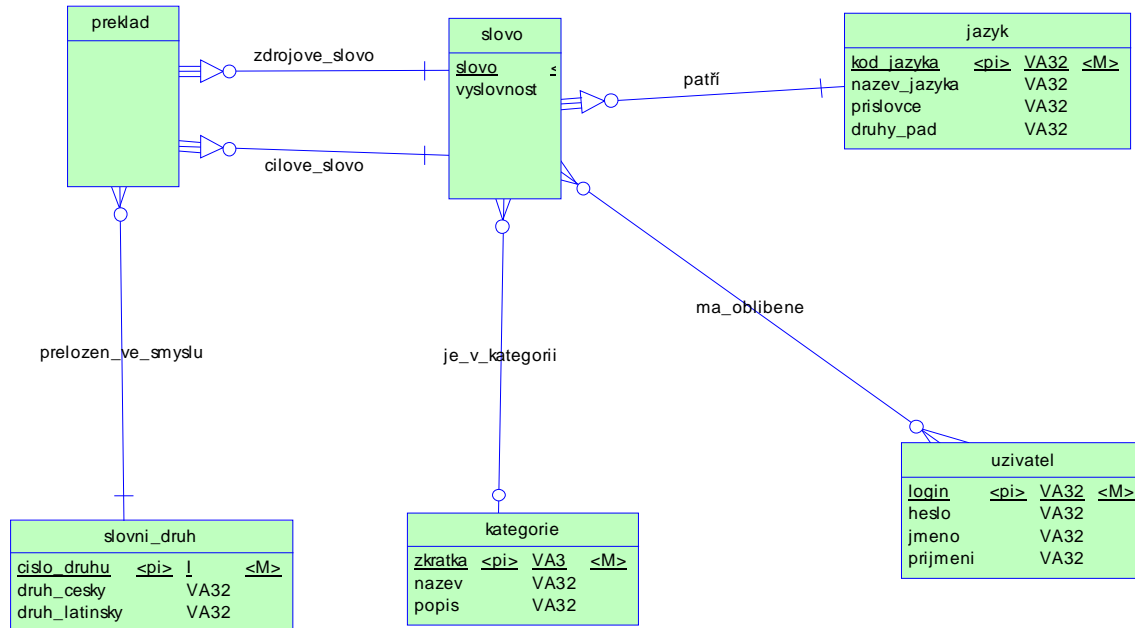 preklad
zdrojove_slovo
cilove_slovo
slovo
slovo <
vyslovnost
patří
jazyk
kod_jazyka <pi> VA32 <M>
nazev_jazyka VA32
prislovce VA32
druhy_pad VA32
ma_oblibene
prelozen_ve_smyslu
je_v_kategorii
slovni_druh
cislo_druhu <pi> I <M>
druh_cesky VA32
druh_latinsky VA32
kategorie
zkratka <pi> VA3 <M>
nazev VA32
popis VA32
uzivatel
login <pi> VA32 <M>
heslo VA32
jmeno VA32
prijmeni VA32